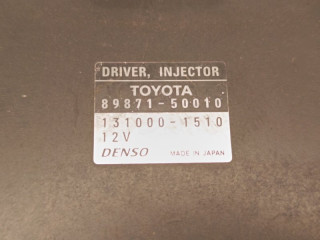 DRIVER, INJECTOR
TOYOTA
89871-50010
131000-1510
12V
DENSO MADE IN JAPAN